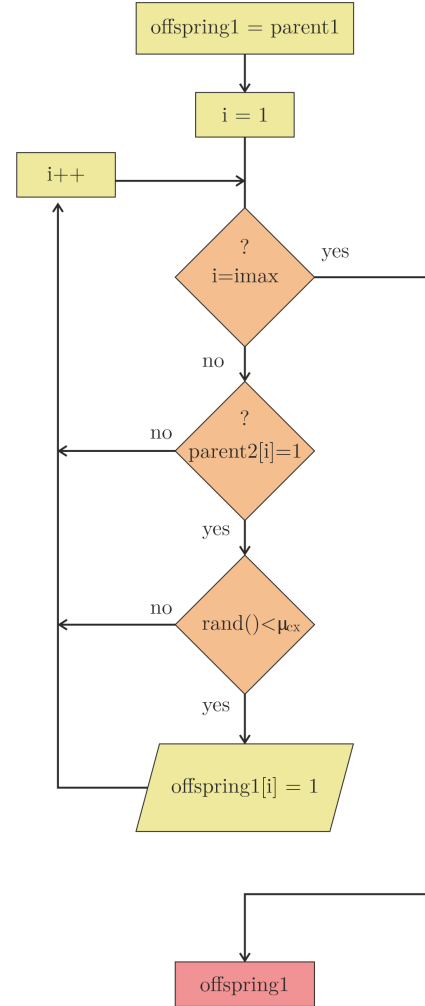 offspring1 = parent1
i = 1
i++
?
i=imax
yes
no
?
parent2[i]=1
no
yes
rand()<μcx
no
yes
offspring1[i] = 1
offspring1